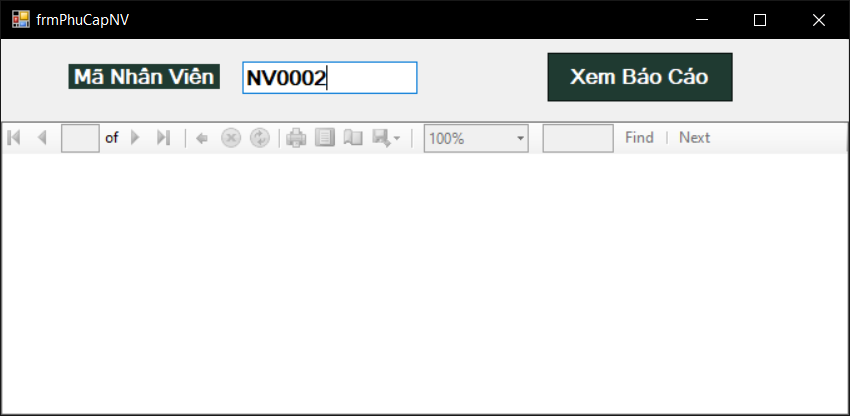 frmPhuCapNV
Mã Nhân Viên NV0002 Xem Báo Cáo
of 100% Find Next